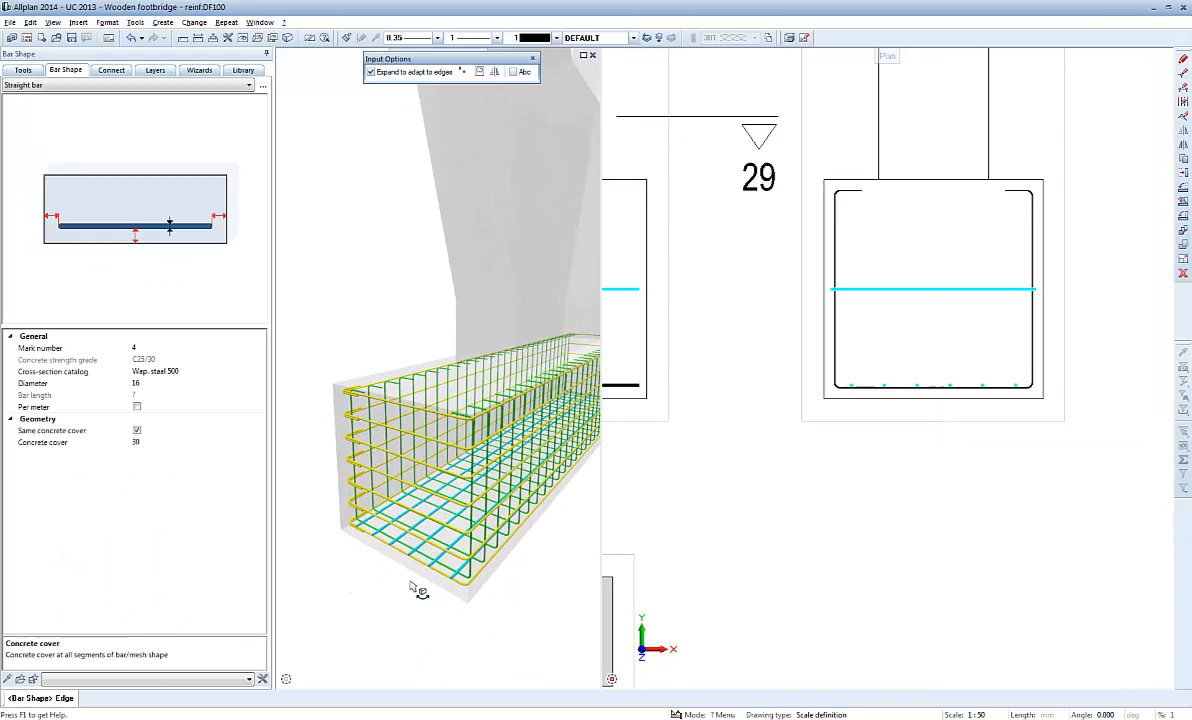 Allplan 2014 - UC 2013 - Wooden footbridge - reinf:DF100
File Edit View Insert Format Tools Create Change Repeat Window ?
0.35 1 1 DEFAULT 301
Bar Shape
Tools Bar Shape Connect Layers Wizards Library
Straight bar ...
Input Options
Expand to adapt to edges Abc
Plan
29
General
Mark number 4
Concrete strength grade C25/30
Cross-section catalog Wap. staal 500
Diameter 16
Bar length ?
Per meter
Geometry
Same concrete cover
Concrete cover 30
Y
X
Z
Concrete cover
Concrete cover at all segments of bar/mesh shape
<Bar Shape> Edge
Press F1 to get Help. Mode: ? Menu Drawing type: Scale definition Scale: 1 : 50 Length: mm Angle: 0.000 deg %: 1